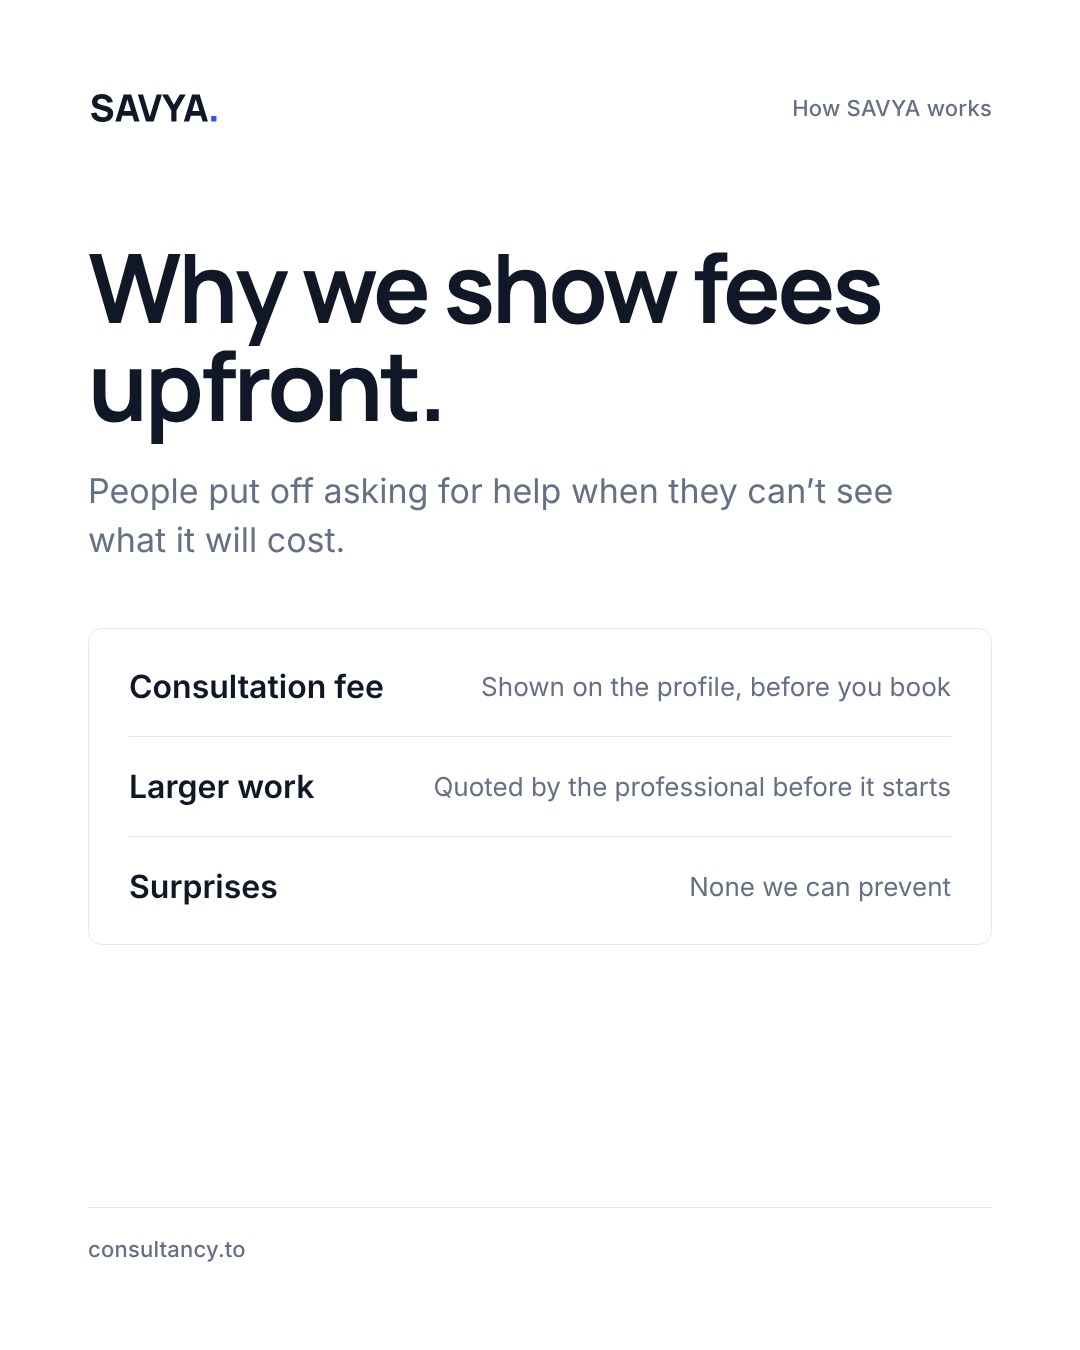 SAVYA.
How SAVYA works
Why we show fees
upfront.
People put off asking for help when they can’t see
what it will cost.
Consultation fee
Shown on the profile, before you book
Larger work
Quoted by the professional before it starts
Surprises
None we can prevent
consultancy.to